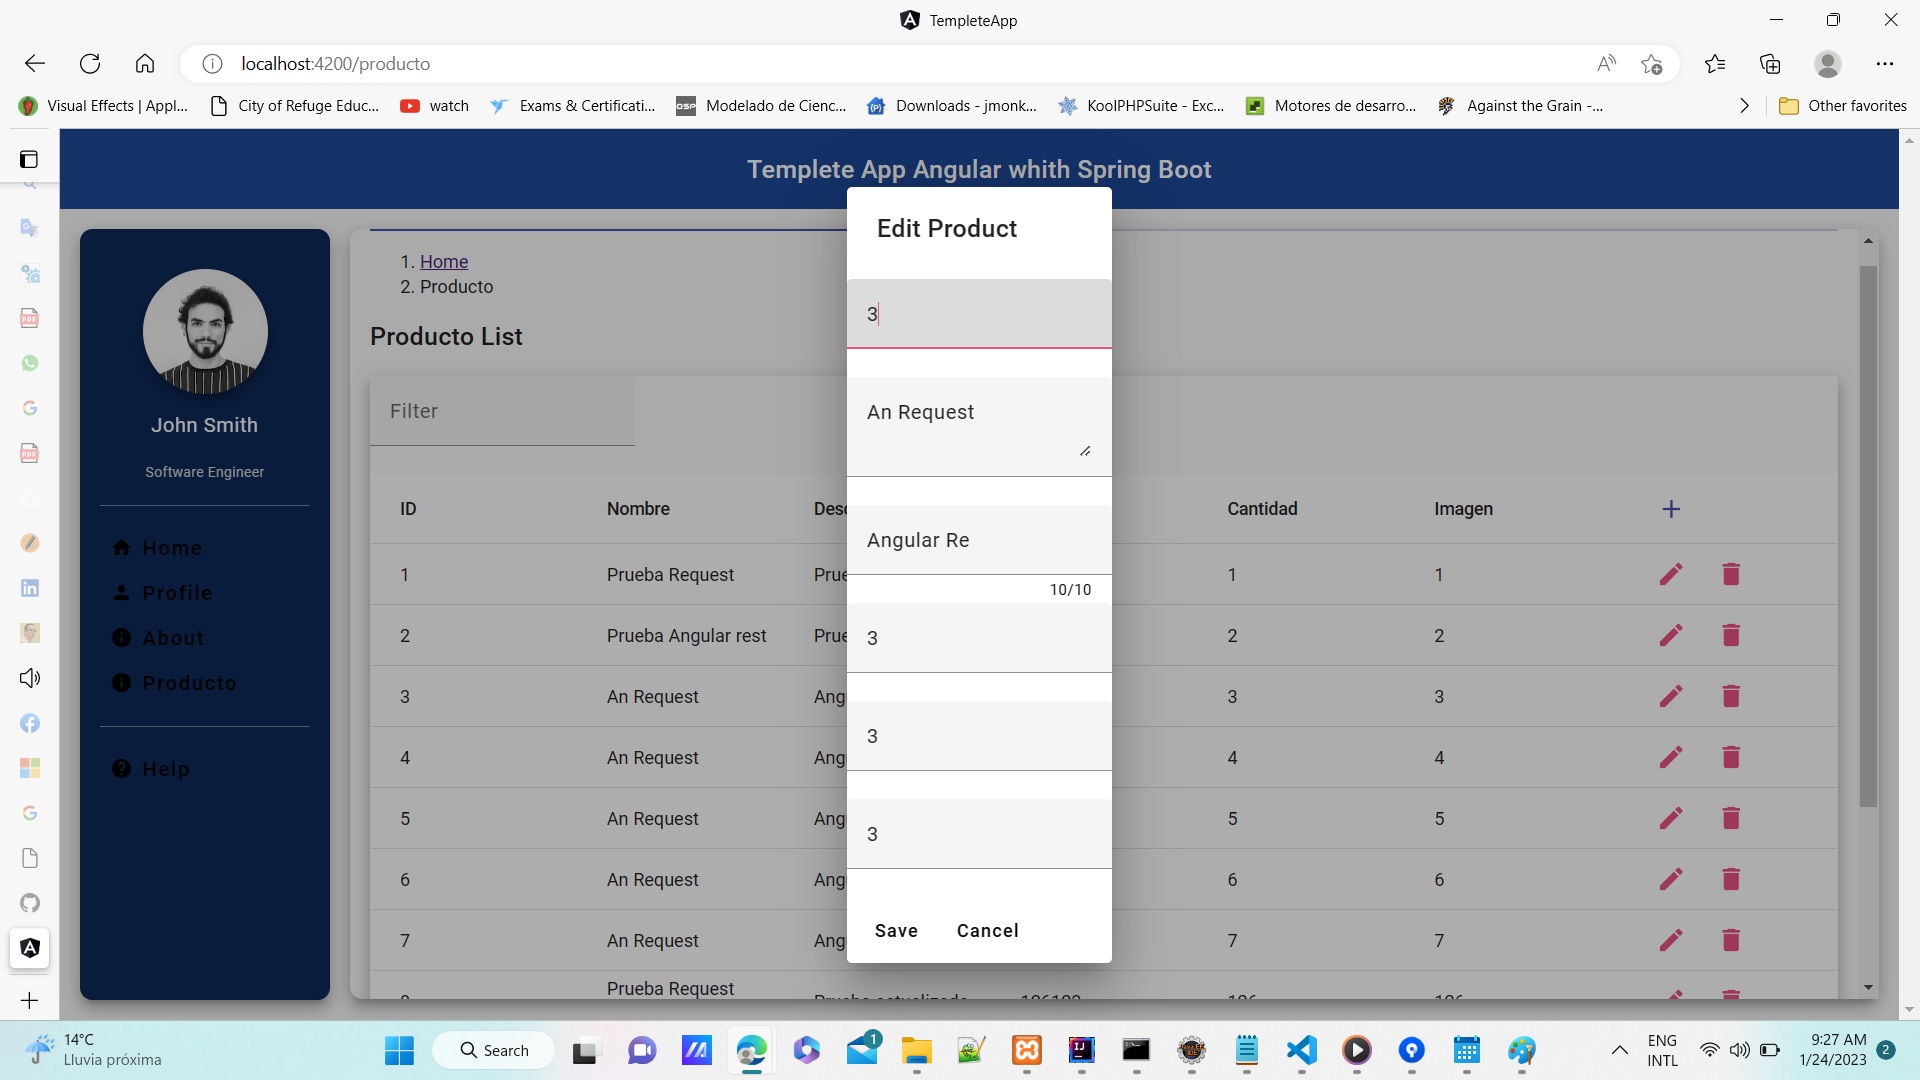 TempleteApp
localhost:4200/producto
Visual Effects | Appl...
City of Refuge Educ...
watch
Exams & Certificati...
Modelado de Cienc...
Downloads - jmonk...
KoolPHPSuite - Exc...
Motores de desarro...
Against the Grain -...
Other favorites
Templete App Angular whith Spring Boot
John Smith
Software Engineer
Home
Profile
About
Producto
Help
1. Home
2. Producto
Producto List
Filter
ID Nombre Desc Cantidad Imagen
1 Prueba Request Prue 1 1
2 Prueba Angular rest Prue 2 2
3 An Request Ang 3 3
4 An Request Ang 4 4
5 An Request Ang 5 5
6 An Request Ang 6 6
7 An Request Ang 7 7
Prueba Request
Edit Product
3
An Request
Angular Re
10/10
3
3
3
Save Cancel
14°C
Lluvia próxima
Search
1
ENG
INTL
9:27 AM
1/24/2023
2